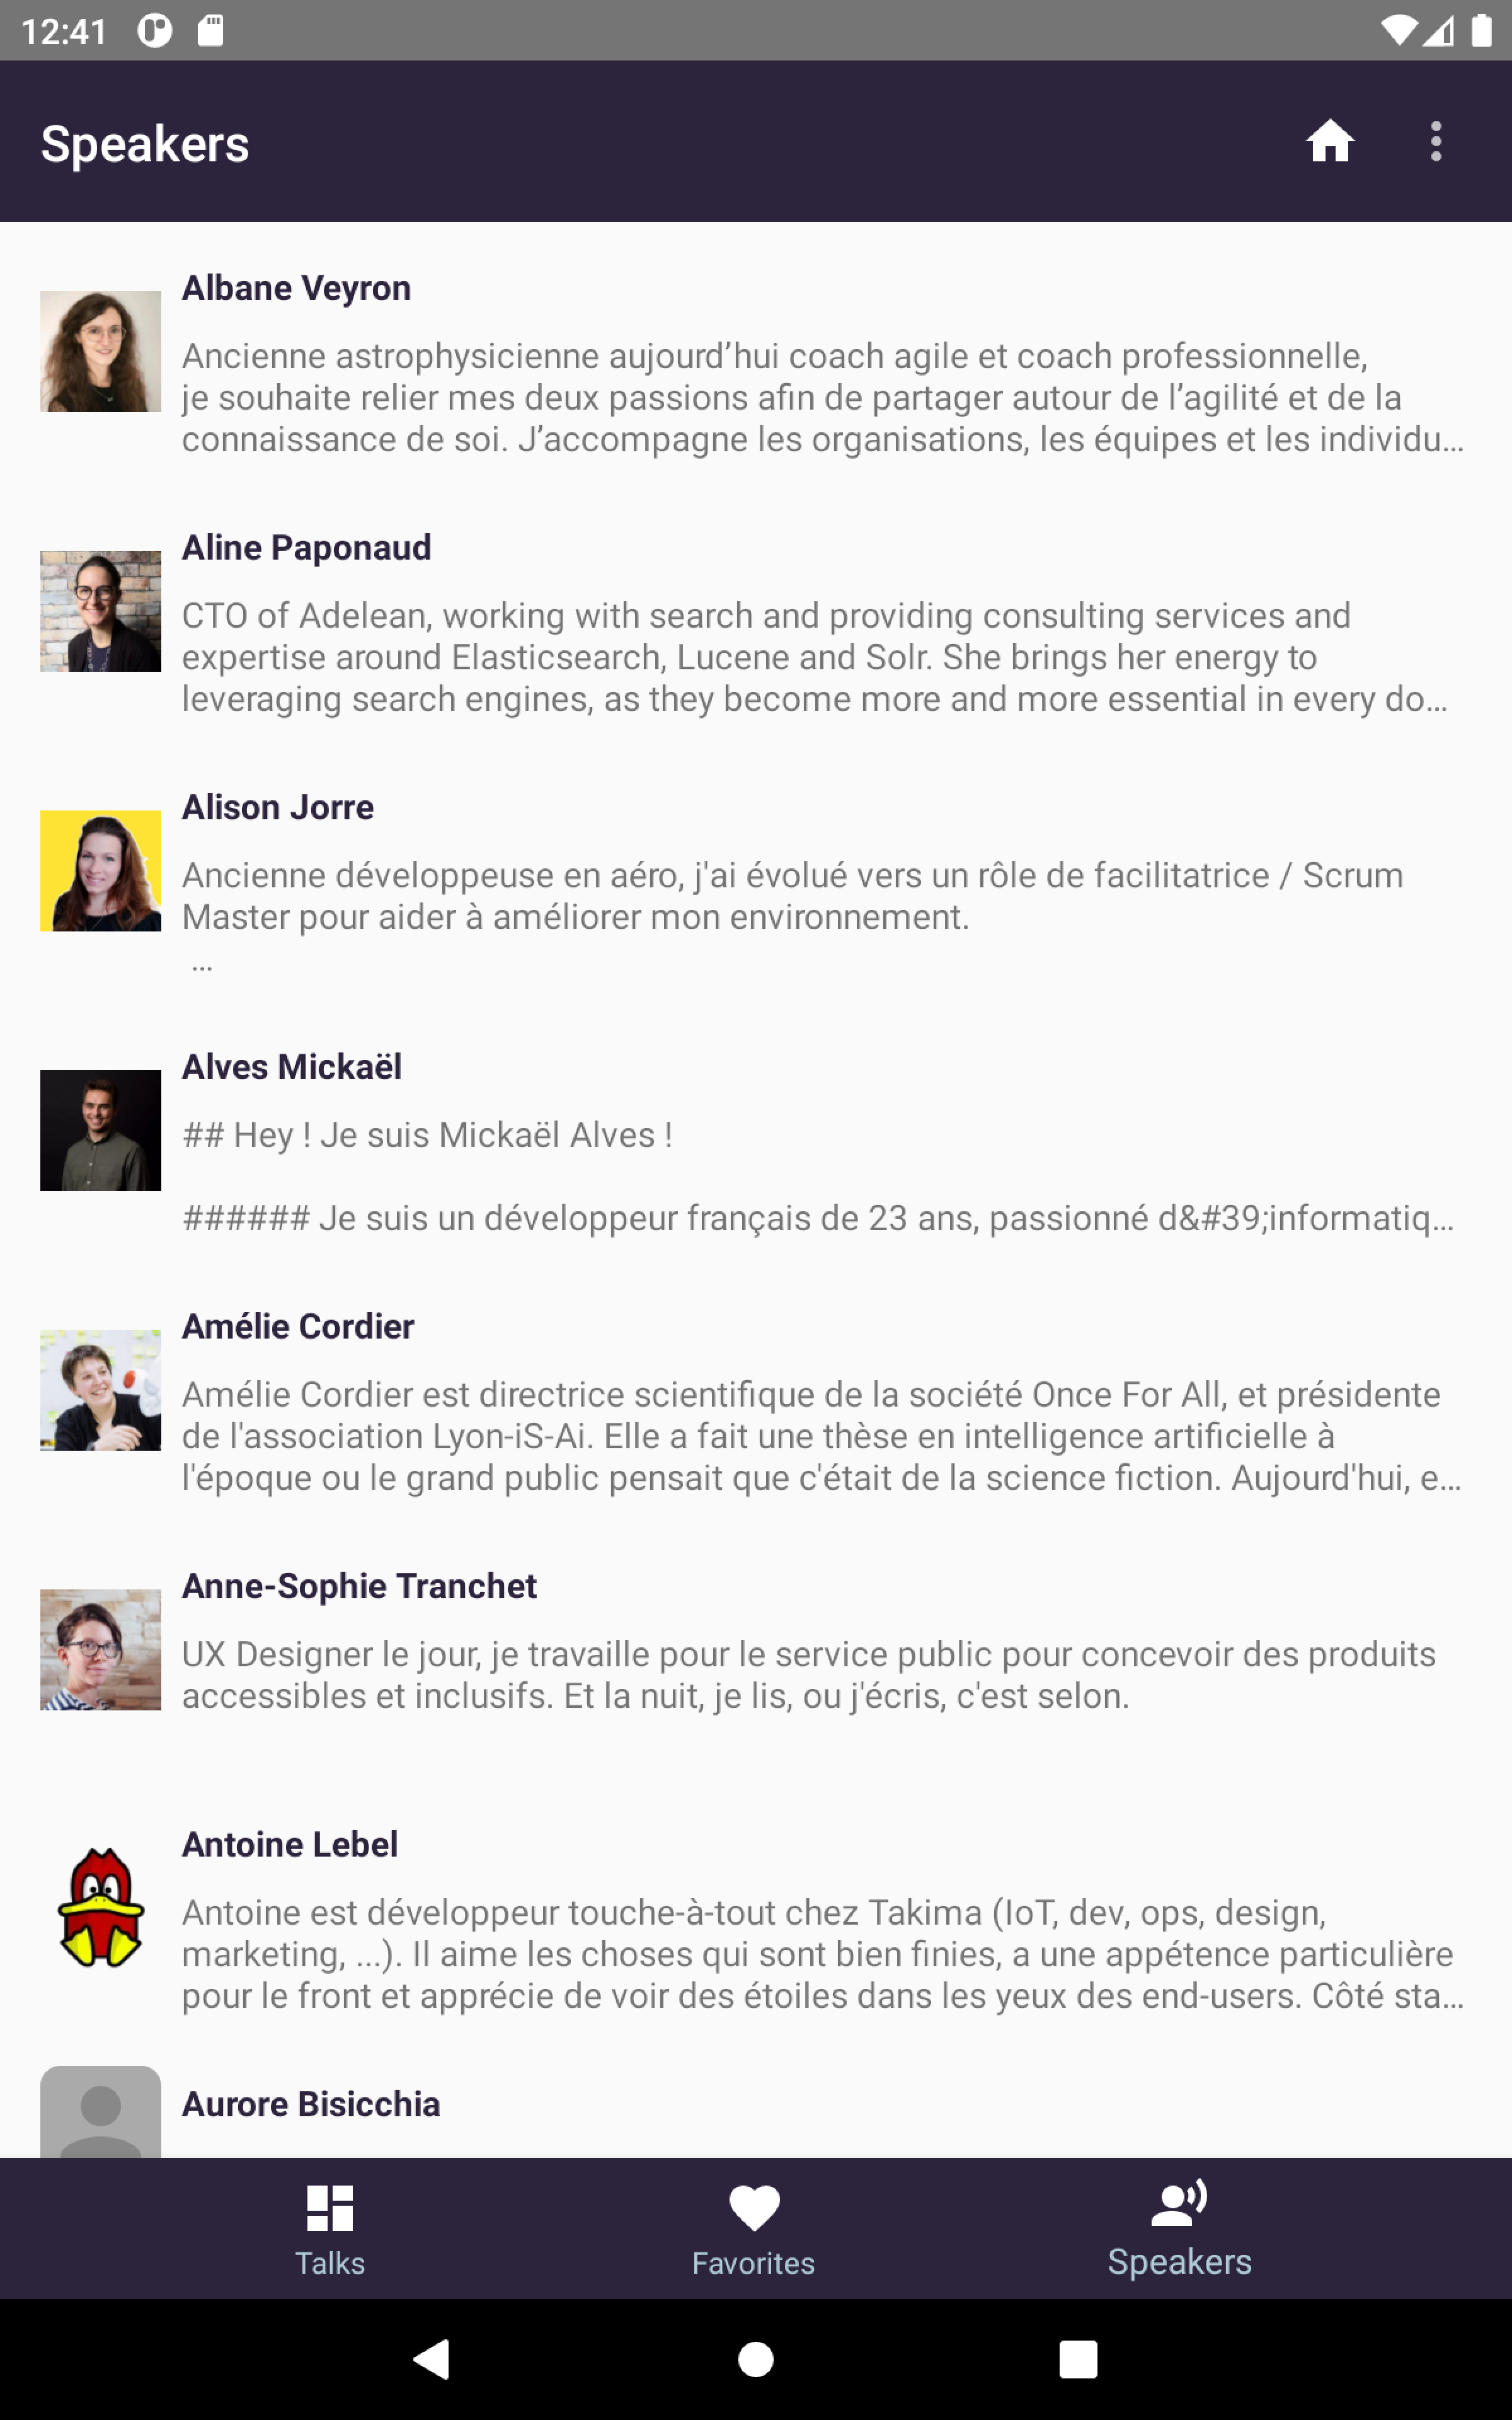 12:41
Speakers
Albane Veyron
Ancienne astrophysicienne aujourd’hui coach agile et coach professionnelle,
je souhaite relier mes deux passions afin de partager autour de l’agilité et de la
connaissance de soi. J’accompagne les organisations, les équipes et les individu…
Aline Paponaud
CTO of Adelean, working with search and providing consulting services and
expertise around Elasticsearch, Lucene and Solr. She brings her energy to
leveraging search engines, as they become more and more essential in every do…
Alison Jorre
Ancienne développeuse en aéro, j'ai évolué vers un rôle de facilitatrice / Scrum
Master pour aider à améliorer mon environnement.
…
Alves Mickaël
## Hey ! Je suis Mickaël Alves !
###### Je suis un développeur français de 23 ans, passionné d&#39;informatiq…
Amélie Cordier
Amélie Cordier est directrice scientifique de la société Once For All, et présidente
de l'association Lyon-iS-Ai. Elle a fait une thèse en intelligence artificielle à
l'époque ou le grand public pensait que c'était de la science fiction. Aujourd'hui, e…
Anne-Sophie Tranchet
UX Designer le jour, je travaille pour le service public pour concevoir des produits
accessibles et inclusifs. Et la nuit, je lis, ou j'écris, c'est selon.
Antoine Lebel
Antoine est développeur touche-à-tout chez Takima (IoT, dev, ops, design,
marketing, ...). Il aime les choses qui sont bien finies, a une appétence particulière
pour le front et apprécie de voir des étoiles dans les yeux des end-users. Côté sta…
Aurore Bisicchia
Talks
Favorites
Speakers